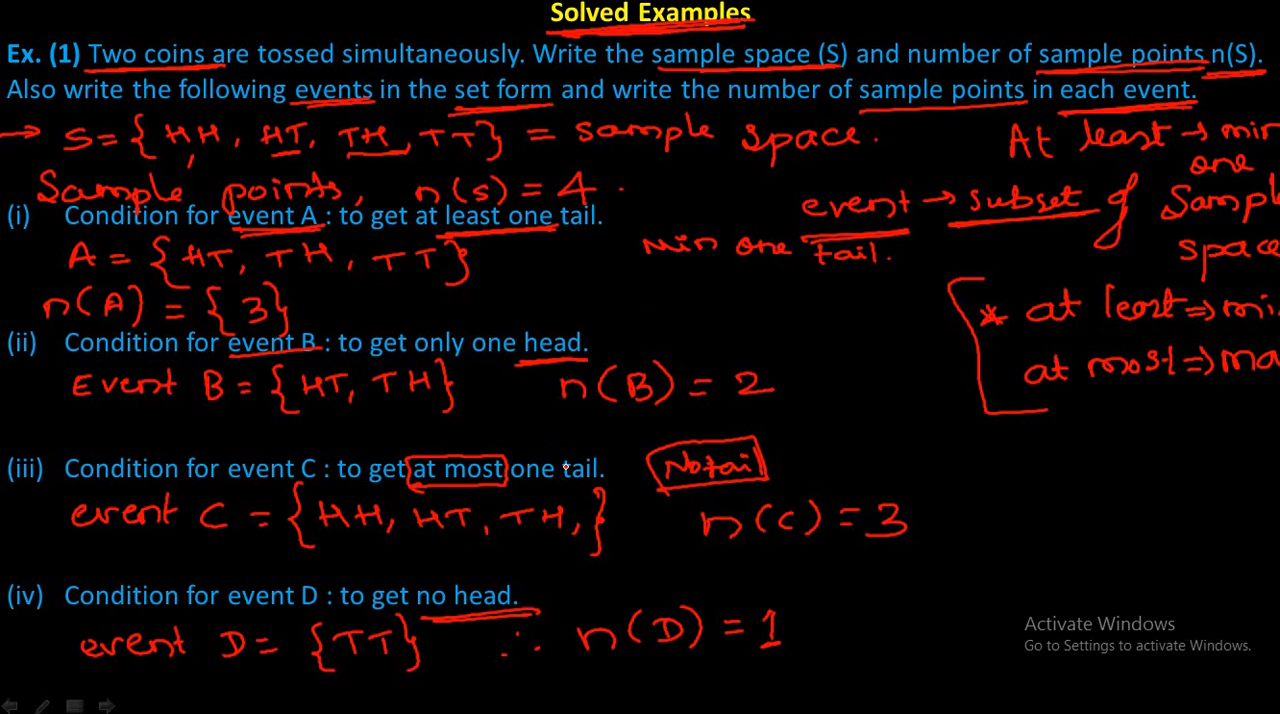 Solved Examples
Ex. (1) Two coins are tossed simultaneously. Write the sample space (S) and number of sample points n(S).
Also write the following events in the set form and write the number of sample points in each event.
→ S = {HH, HT, TH, TT} = sample space.
At least → min
one
Sample points, n(s) = 4.
event → subset of Sample
space
(i) Condition for event A : to get at least one tail.
min one tail.
A = {HT, TH, TT}
n(A) = {3}
* at least ⇒ mi
(ii) Condition for event B : to get only one head.
at most ⇒ ma
Event B = {HT, TH} n(B) = 2
(iii) Condition for event C : to get at most one tail. No tail
event C = {HH, HT, TH,} n(C) = 3
(iv) Condition for event D : to get no head.
event D = {TT} ∴ n(D) = 1
Activate Windows
Go to Settings to activate Windows.